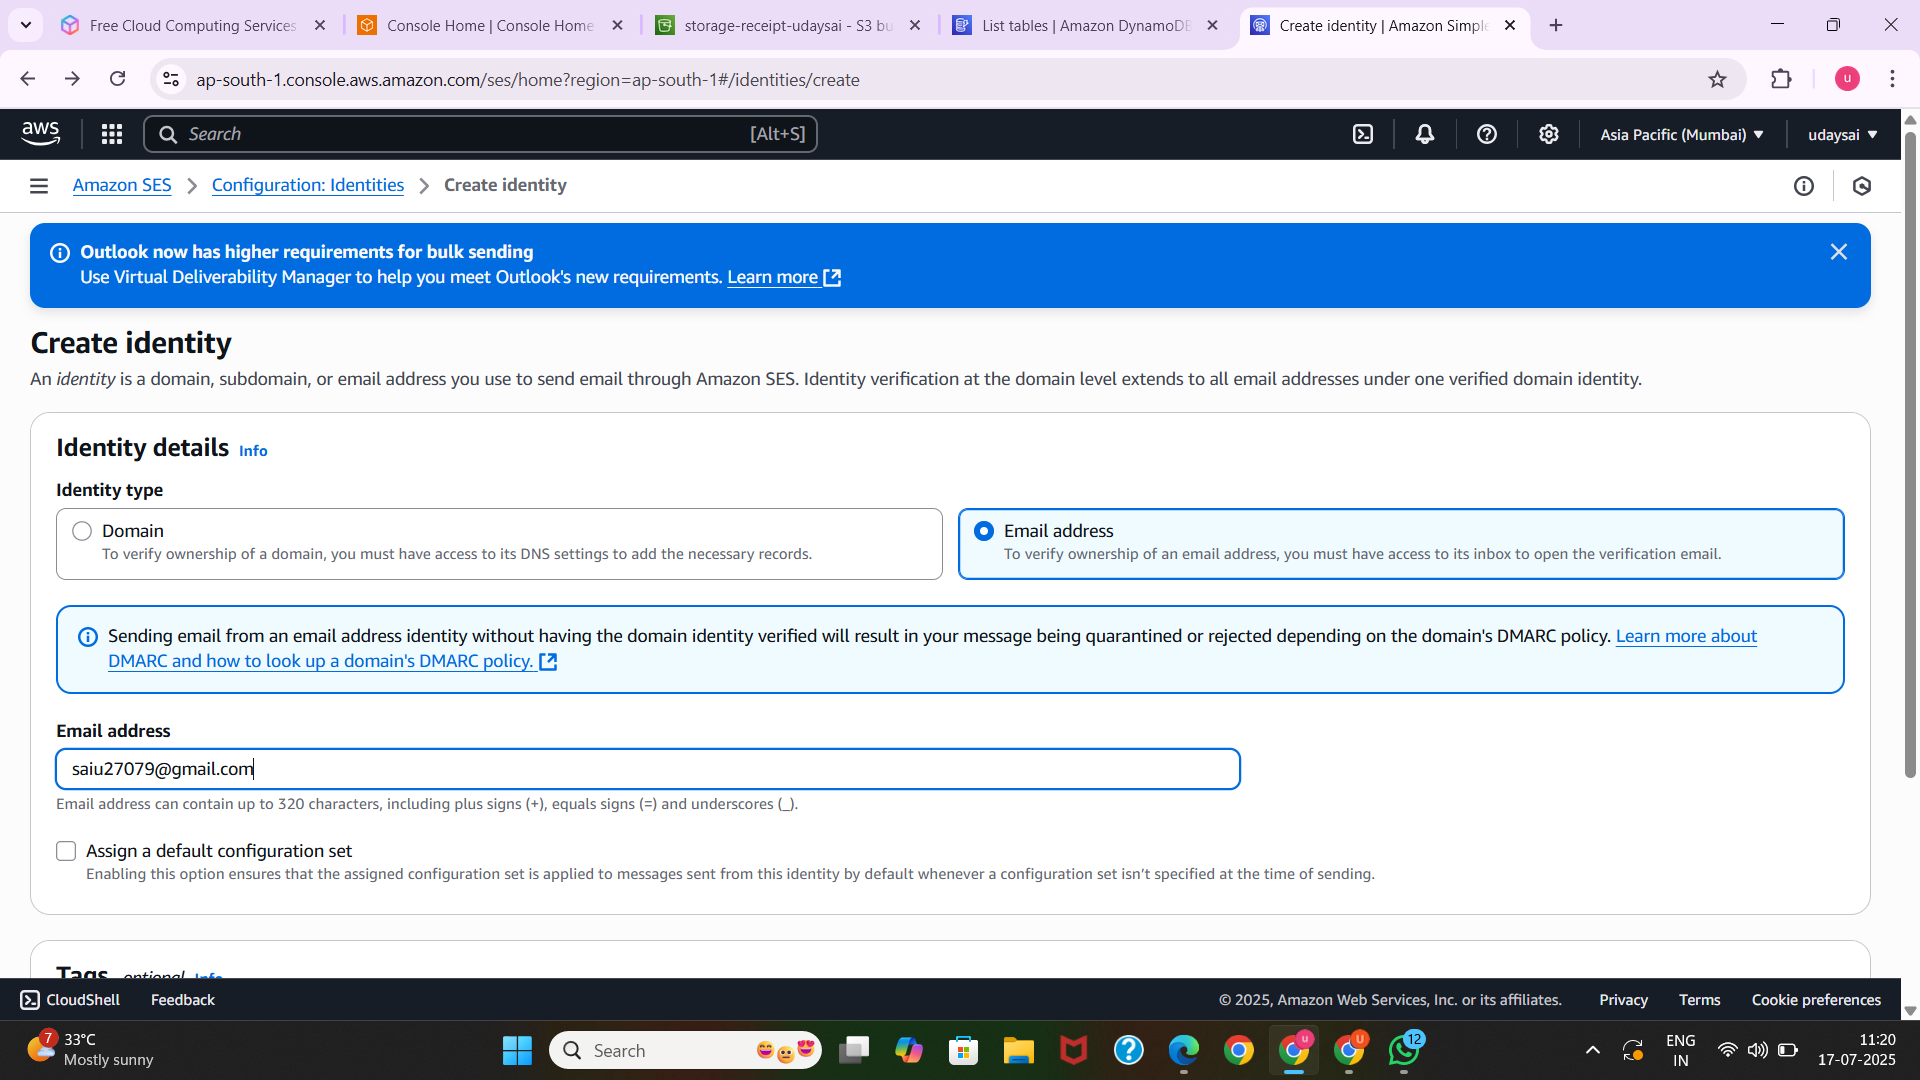 Free Cloud Computing Services
Console Home | Console Home
storage-receipt-udaysai - S3 bu
List tables | Amazon DynamoDB
Create identity | Amazon Simple
ap-south-1.console.aws.amazon.com/ses/home?region=ap-south-1#/identities/create
u
aws
Search
[Alt+S]
Asia Pacific (Mumbai)
udaysai
Amazon SES
Configuration: Identities
Create identity
Outlook now has higher requirements for bulk sending
Use Virtual Deliverability Manager to help you meet Outlook's new requirements. Learn more
Create identity
An identity is a domain, subdomain, or email address you use to send email through Amazon SES. Identity verification at the domain level extends to all email addresses under one verified domain identity.
Identity details Info
Identity type
Domain
To verify ownership of a domain, you must have access to its DNS settings to add the necessary records.
Email address
To verify ownership of an email address, you must have access to its inbox to open the verification email.
Sending email from an email address identity without having the domain identity verified will result in your message being quarantined or rejected depending on the domain's DMARC policy. Learn more about
DMARC and how to look up a domain's DMARC policy.
Email address
saiu27079@gmail.com
Email address can contain up to 320 characters, including plus signs (+), equals signs (=) and underscores (_).
Assign a default configuration set
Enabling this option ensures that the assigned configuration set is applied to messages sent from this identity by default whenever a configuration set isn't specified at the time of sending.
Tags optional Info
CloudShell
Feedback
© 2025, Amazon Web Services, Inc. or its affiliates.
Privacy
Terms
Cookie preferences
7
33°C
Mostly sunny
Search
u
U
12
ENG
IN
11:20
17-07-2025